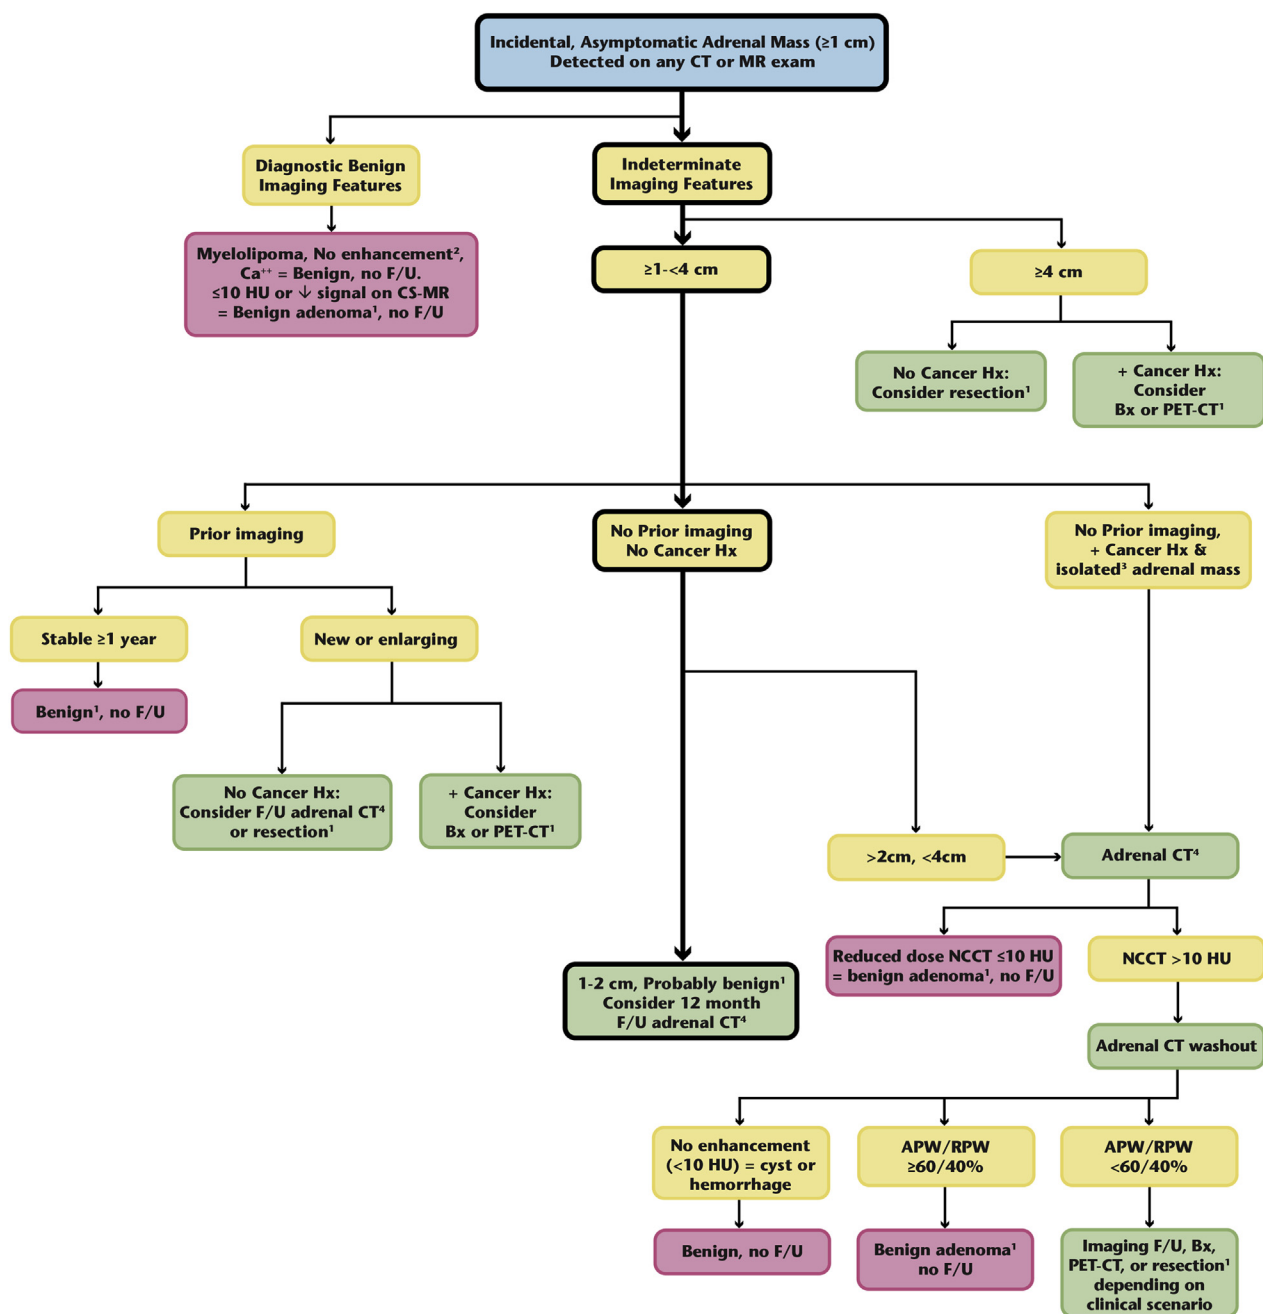 Incidental, Asymptomatic Adrenal Mass (≥1 cm)
Detected on any CT or MR exam
Diagnostic Benign
Imaging Features
Indeterminate
Imaging Features
Myelolipoma, No enhancement²,
Ca⁺⁺ = Benign, no F/U.
≤10 HU or ↓ signal on CS-MR
= Benign adenoma¹, no F/U
≥1-<4 cm
≥4 cm
No Cancer Hx:
Consider resection¹
+ Cancer Hx:
Consider
Bx or PET-CT¹
Prior imaging
No Prior imaging
No Cancer Hx
No Prior imaging,
+ Cancer Hx &
isolated³ adrenal mass
Stable ≥1 year
New or enlarging
Benign¹, no F/U
No Cancer Hx:
Consider F/U adrenal CT⁴
or resection¹
+ Cancer Hx:
Consider
Bx or PET-CT¹
>2cm, <4cm
Adrenal CT⁴
Reduced dose NCCT ≤10 HU
= benign adenoma¹, no F/U
NCCT >10 HU
1-2 cm, Probably benign¹
Consider 12 month
F/U adrenal CT⁴
Adrenal CT washout
No enhancement
(<10 HU) = cyst or
hemorrhage
APW/RPW
≥60/40%
APW/RPW
<60/40%
Benign, no F/U
Benign adenoma¹
no F/U
Imaging F/U, Bx,
PET-CT, or resection¹
depending on
clinical scenario